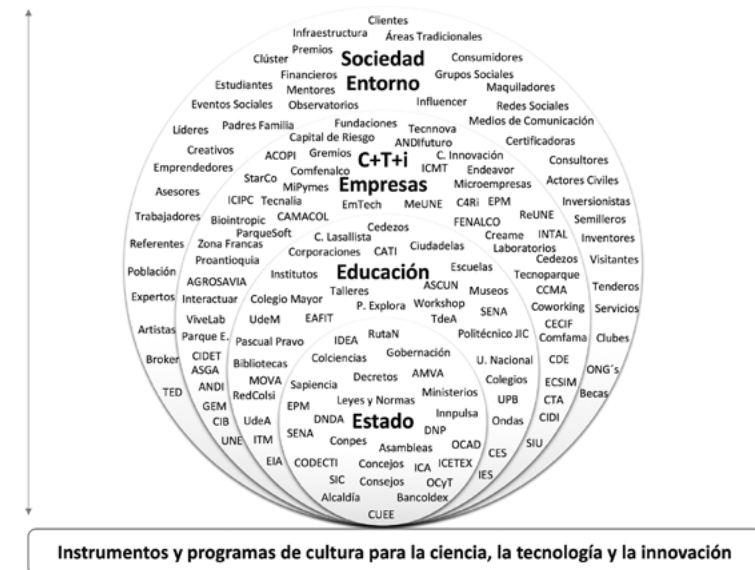 Clientes
Infraestructura Áreas Tradicionales
Premios
Clúster Sociedad Consumidores
Financieros Grupos Sociales
Estudiantes Mentores Entorno Maquiladores
Eventos Sociales Observatorios Influencer Redes Sociales
Fundaciones Medios de Comunicación
Líderes Padres Familia Tecnnova
Capital de Riesgo ANDIfuturo Certificadoras
Creativos ACOPI Gremios C+T+i C. Innovación Consultores
Emprendedores Comfenalco ICMT Endeavor
StarCo Actores Civiles
Asesores MiPymes Empresas Microempresas
ICIPC Tecnalia EmTech MeUNE C4Ri EPM Inversionistas
Trabajadores Biointropic CAMACOL FENALCO ReUNE Semilleros
ParqueSoft Cedezos
Referentes Zona Francas C. Lasallista Creame INTAL Inventores
Corporaciones CATI Ciudadelas Laboratorios
Proantioquia Cedezos Visitantes
Población Institutos Educación Escuelas Tecnoparque
AGROSAVIA ASCUN CCMA Tenderos
Expertos Interactuar Colegio Mayor Talleres Museos
P. Explora Workshop Coworking Servicios
ViveLab UdeM EAFIT TdeA SENA CECIF
Artistas Parque E. Pascual Pravo IDEA RutaN Politécnico JIC Comfama Clubes
Broker CIDET Bibliotecas Colciencias Gobernación U. Nacional CDE
ASGA ONG´s
TED ANDI MOVA Sapiencia Decretos AMVA Colegios ECSIM
RedColsi Ministerios Becas
GEM EPM Leyes y Normas UPB CTA
CIB UdeA DNDA Estado Innpulsa Ondas CIDI
UNE ITM SENA Conpes DNP SIU
Asambleas OCAD
EIA CODECTI Concejos ICA ICETEX CES
SIC Consejos OCyT IES
Alcaldía Bancoldex
CUEE
Instrumentos y programas de cultura para la ciencia, la tecnología y la innovación